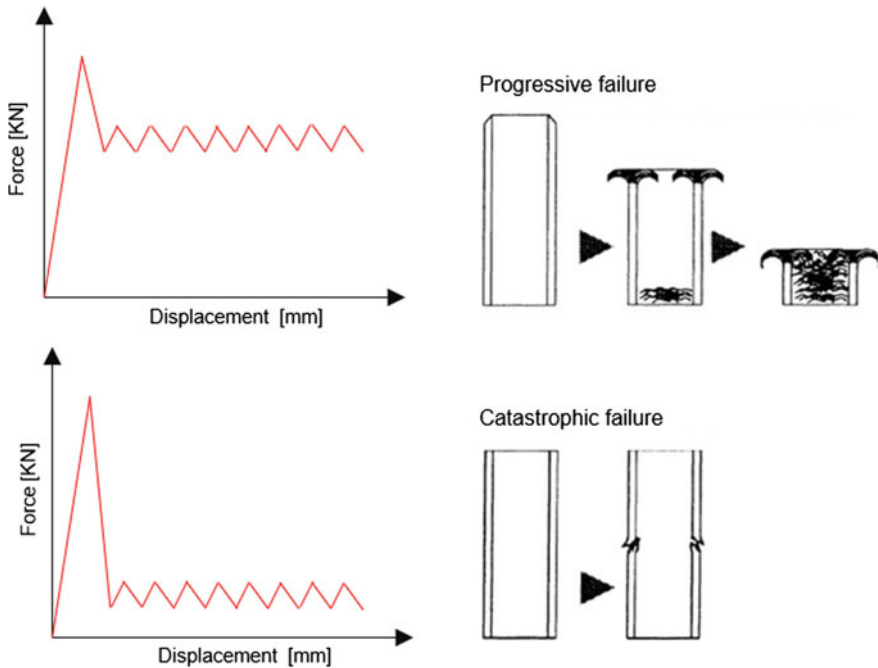 Force [KN]
Displacement [mm]
Progressive failure
Force [KN]
Displacement [mm]
Catastrophic failure